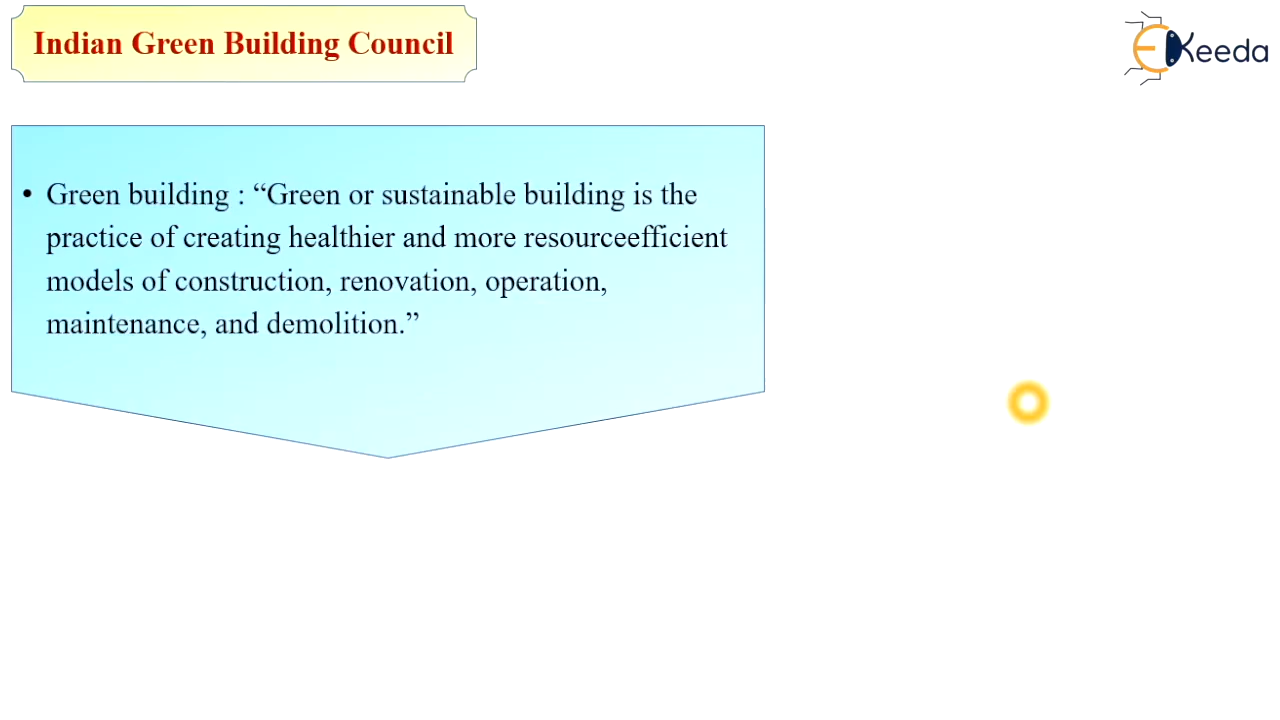 Indian Green Building Council
EKeeda
• Green building : “Green or sustainable building is the
practice of creating healthier and more resourceefficient
models of construction, renovation, operation,
maintenance, and demolition.”